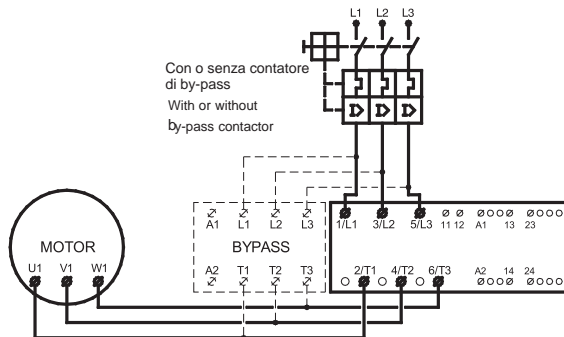 L1 L2 L3
Con o senza contatore
di by-pass
With or without
by-pass contactor
I> I> I>
A1 L1 L2 L3
1/L1 3/L2 5/L3 11 12 A1 13 23
MOTOR
BYPASS
U1 V1 W1
A2 T1 T2 T3
2/T1 4/T2 6/T3 A2 14 24